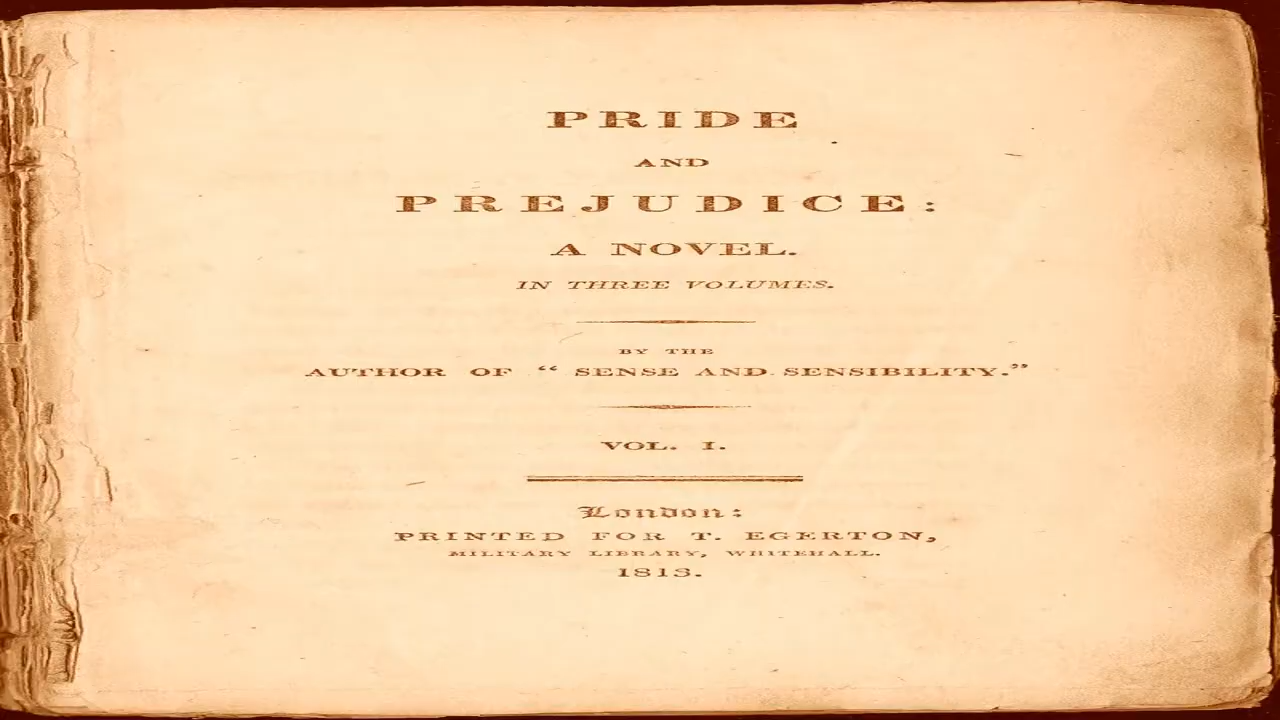 PRIDE
AND
PREJUDICE:
A NOVEL.
IN THREE VOLUMES.
BY THE
AUTHOR OF “ SENSE AND SENSIBILITY.”
VOL. I.
London:
PRINTED FOR T. EGERTON,
MILITARY LIBRARY, WHITEHALL.
1813.